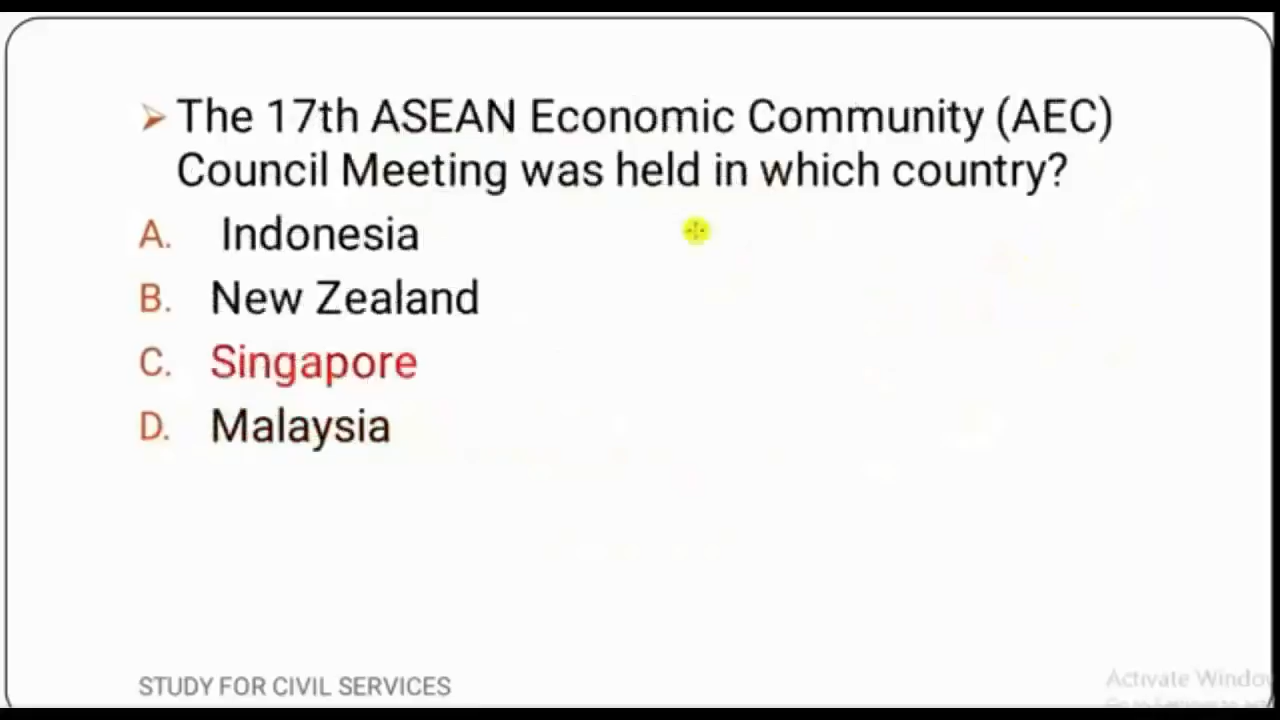 ➢ The 17th ASEAN Economic Community (AEC)
Council Meeting was held in which country?
A. Indonesia
B. New Zealand
C. Singapore
D. Malaysia
STUDY FOR CIVIL SERVICES
Activate Windov